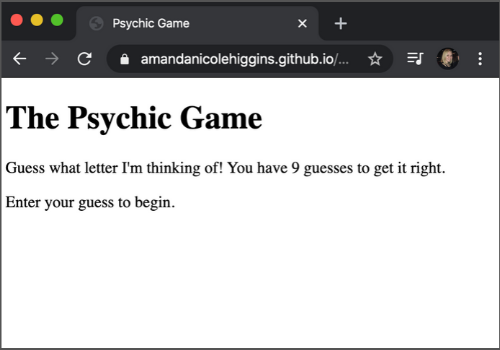 Psychic Game
amandanicolehiggins.github.io/...
The Psychic Game
Guess what letter I'm thinking of! You have 9 guesses to get it right.
Enter your guess to begin.